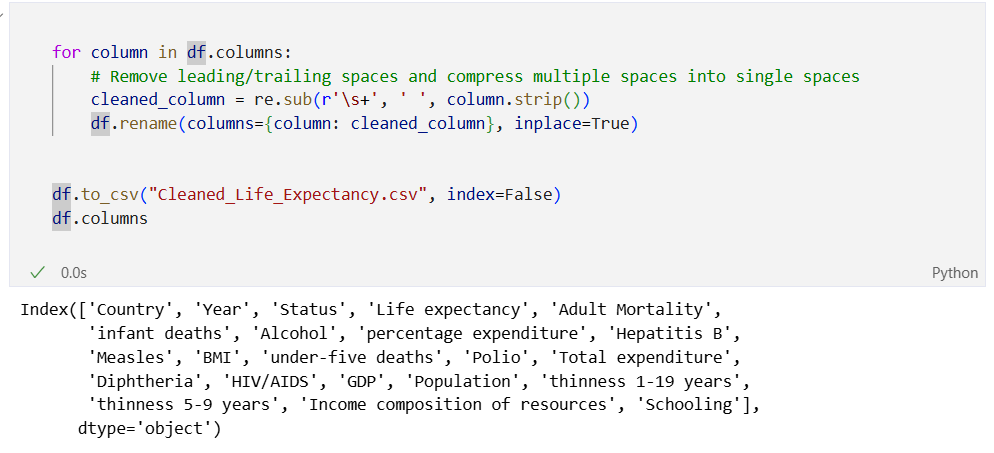 for column in df.columns:
# Remove leading/trailing spaces and compress multiple spaces into single spaces
cleaned_column = re.sub(r'\s+', ' ', column.strip())
df.rename(columns={column: cleaned_column}, inplace=True)
df.to_csv("Cleaned_Life_Expectancy.csv", index=False)
df.columns
0.0s
Python
Index(['Country', 'Year', 'Status', 'Life expectancy', 'Adult Mortality',
'infant deaths', 'Alcohol', 'percentage expenditure', 'Hepatitis B',
'Measles', 'BMI', 'under-five deaths', 'Polio', 'Total expenditure',
'Diphtheria', 'HIV/AIDS', 'GDP', 'Population', 'thinness 1-19 years',
'thinness 5-9 years', 'Income composition of resources', 'Schooling'],
dtype='object')